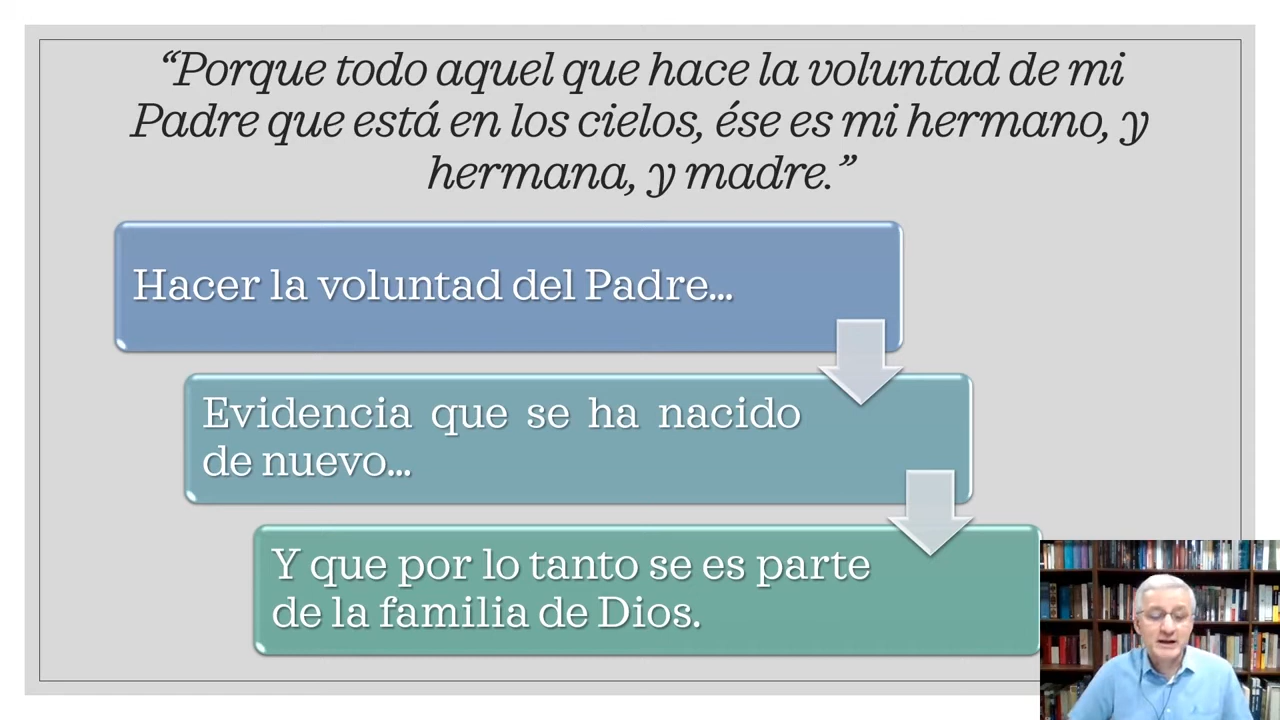 “Porque todo aquel que hace la voluntad de mi
Padre que está en los cielos, ése es mi hermano, y
hermana, y madre.”
Hacer la voluntad del Padre...
Evidencia que se ha nacido
de nuevo...
Y que por lo tanto se es parte
de la familia de Dios.